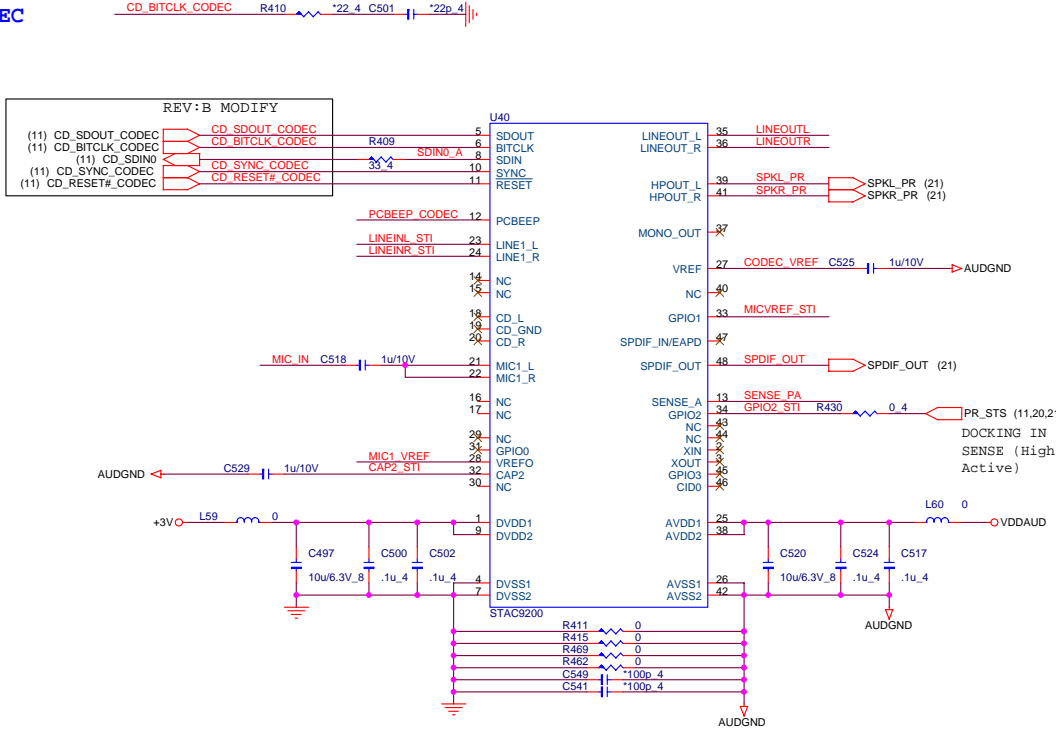 EC
CD_BITCLK_CODEC R410 *22_4 C501 *22p_4
REV:B MODIFY
(11) CD_SDOUT_CODEC CD_SDOUT_CODEC
(11) CD_BITCLK_CODEC CD_BITCLK_CODEC
(11) CD_SDIN0
(11) CD_SYNC_CODEC CD_SYNC_CODEC
(11) CD_RESET#_CODEC CD_RESET#_CODEC
R409
33_4
SDIN0_A
U40
5 SDOUT
6 BITCLK
8 SDIN
10 SYNC
11 RESET
PCBEEP_CODEC 12 PCBEEP
LINEINL_STI 23 LINE1_L
LINEINR_STI 24 LINE1_R
14 NC
15 NC
18 CD_L
19 CD_GND
20 CD_R
MIC_IN C518 1u/10V 21 MIC1_L
22 MIC1_R
16 NC
17 NC
29 NC
31 GPIO0
MIC1_VREF 28 VREFO
AUDGND C529 1u/10V CAP2_STI 32 CAP2
30 NC
+3V L59 0 1 DVDD1
9 DVDD2
C497 C500 C502
10u/6.3V_8 .1u_4 .1u_4
4 DVSS1
7 DVSS2
STAC9200
LINEOUT_L 35 LINEOUTL
LINEOUT_R 36 LINEOUTR
HPOUT_L 39 SPKL_PR SPKL_PR (21)
HPOUT_R 41 SPKR_PR SPKR_PR (21)
MONO_OUT 37
VREF 27 CODEC_VREF C525 1u/10V AUDGND
NC 40
GPIO1 33 MICVREF_STI
SPDIF_IN/EAPD 47
SPDIF_OUT 48 SPDIF_OUT SPDIF_OUT (21)
SENSE_A 13 SENSE_PA
GPIO2 34 GPIO2_STI R430 0_4 PR_STS (11,20,21
NC 43
NC 44
XIN 2
XOUT 3
GPIO3 45
CID0 46
DOCKING IN
SENSE (High
Active)
AVDD1 25 L60 0 VDDAUD
AVDD2 38
C520 C524 C517
10u/6.3V_8 .1u_4 .1u_4
AVSS1 26
AVSS2 42
AUDGND
R411 0
R415 0
R469 0
R462 0
C549 *100p_4
C541 *100p_4
AUDGND